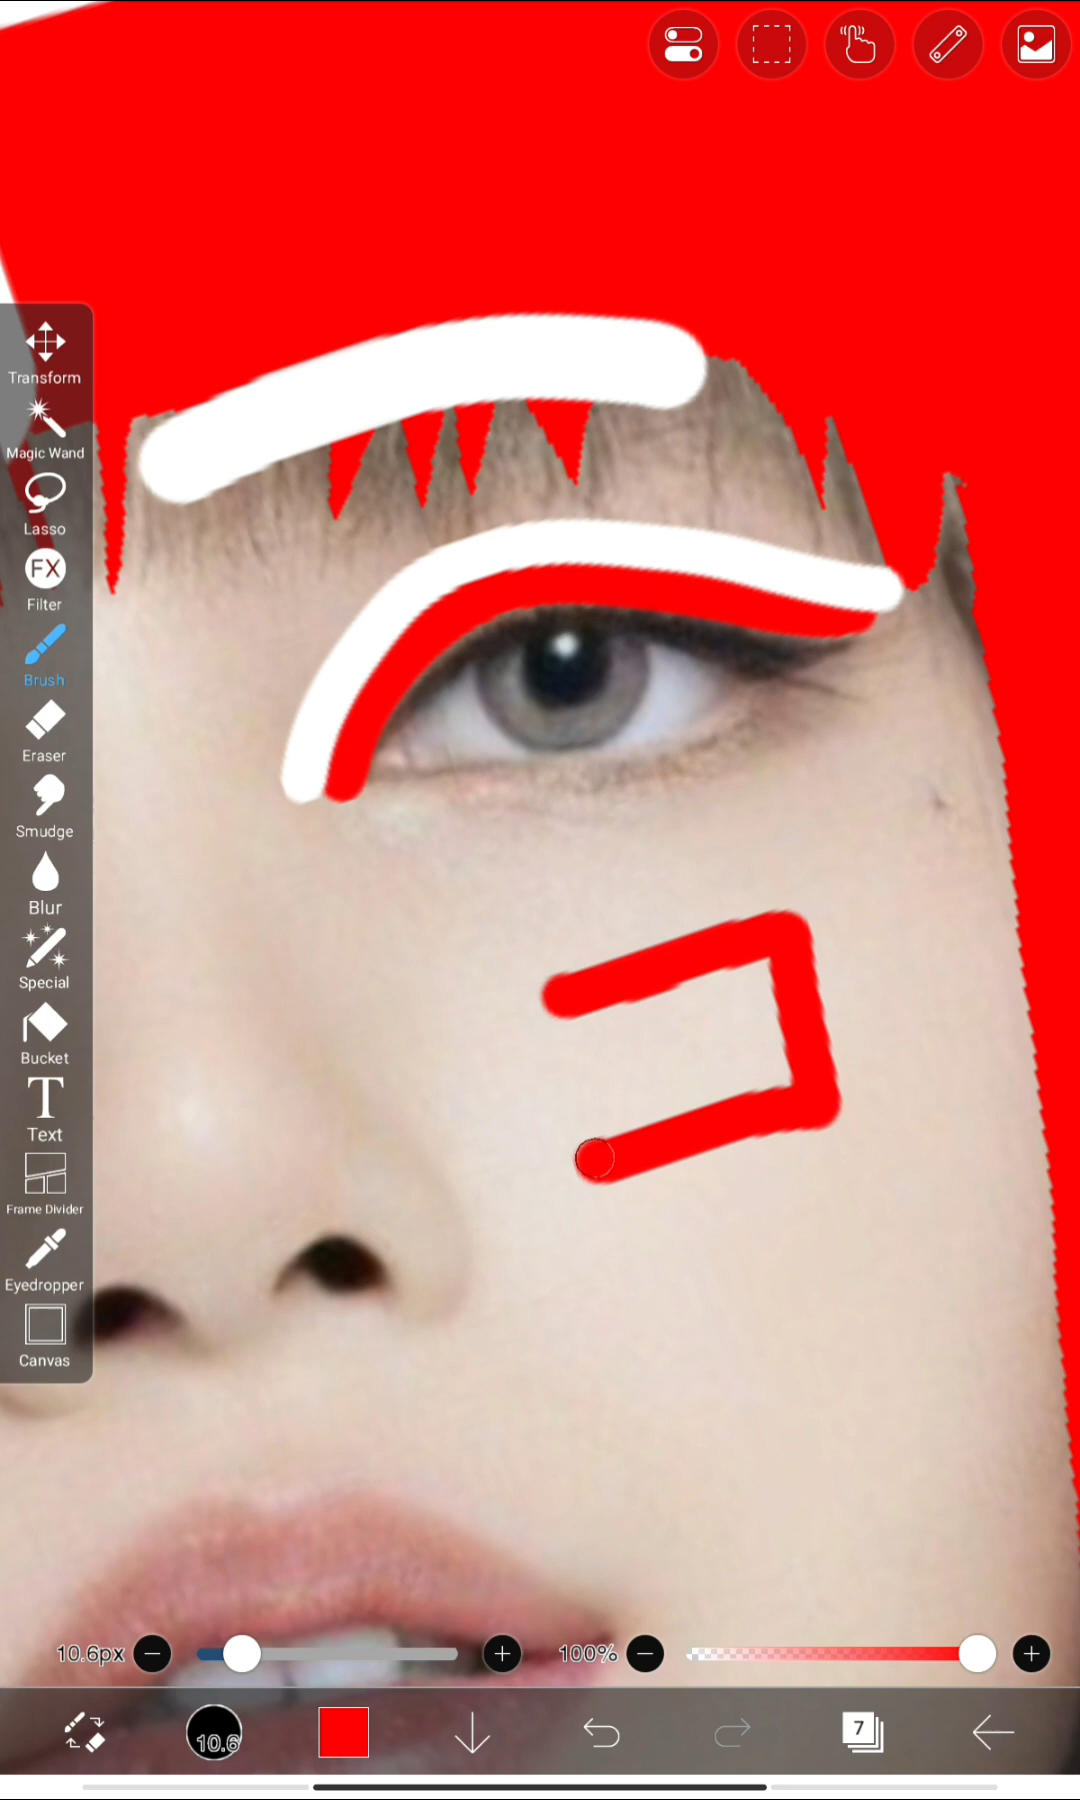 Transform
Magic Wand
Lasso
FX
Filter
Brush
Eraser
Smudge
Blur
Special
Bucket
T
Text
Frame Divider
Eyedropper
Canvas
10.6px
100%
10.6
7